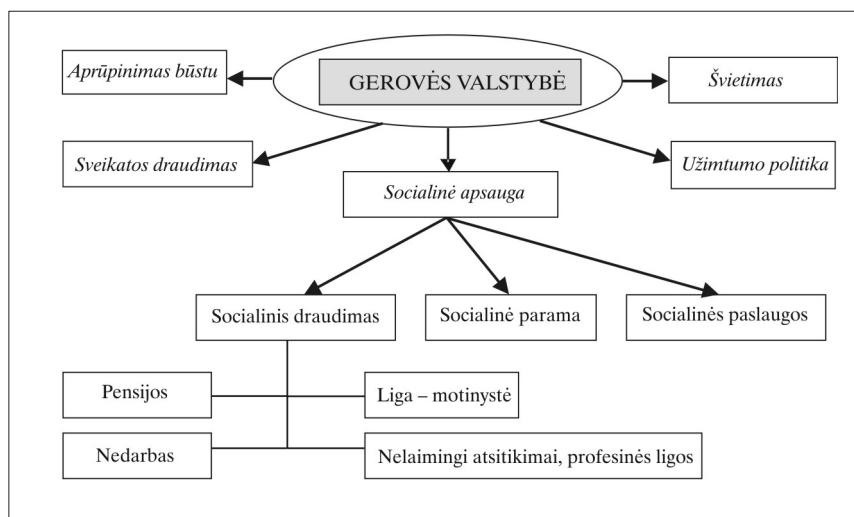 GEROVĖS VALSTYBĖ
Aprūpinimas būstu
Švietimas
Sveikatos draudimas
Užimtumo politika
Socialinė apsauga
Socialinis draudimas
Socialinė parama
Socialinės paslaugos
Pensijos
Liga – motinystė
Nedarbas
Nelaimingi atsitikimai, profesinės ligos